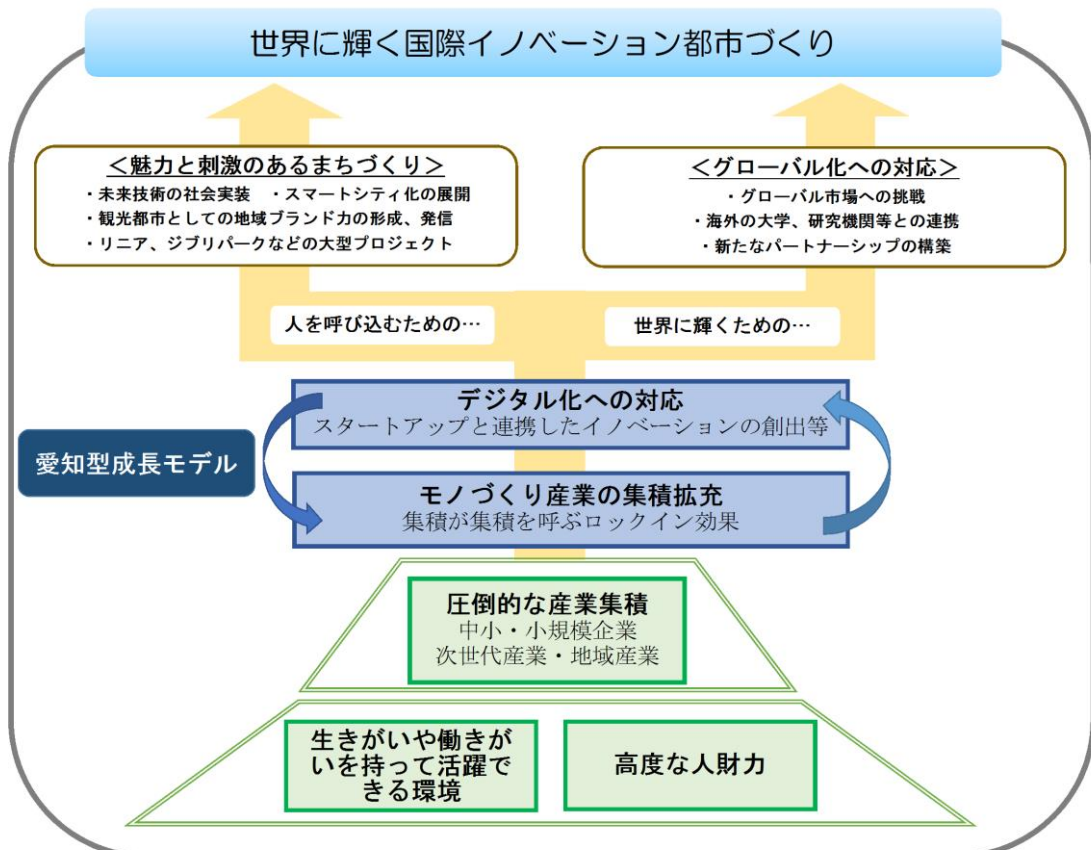 世界に輝く国際イノベーション都市づくり
＜魅力と刺激のあるまちづくり＞
・未来技術の社会実装　・スマートシティ化の展開
・観光都市としての地域ブランド力の形成、発信
・リニア、ジブリパークなどの大型プロジェクト
＜グローバル化への対応＞
・グローバル市場への挑戦
・海外の大学、研究機関等との連携
・新たなパートナーシップの構築
人を呼び込むための…
世界に輝くための…
デジタル化への対応
スタートアップと連携したイノベーションの創出等
愛知型成長モデル
モノづくり産業の集積拡充
集積が集積を呼ぶロックイン効果
圧倒的な産業集積
中小・小規模企業
次世代産業・地域産業
生きがいや働きが
いを持って活躍で
きる環境
高度な人財力